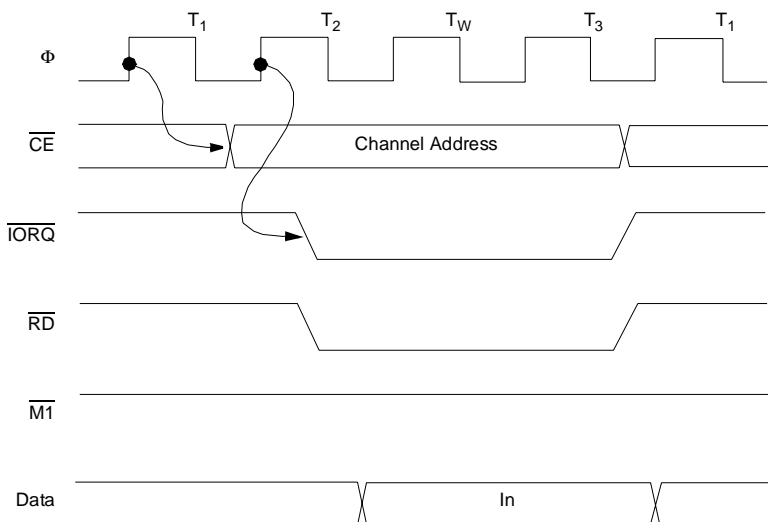 T1 T2 TW T3 T1
Φ
CE Channel Address
IORQ
RD
M1
Data In